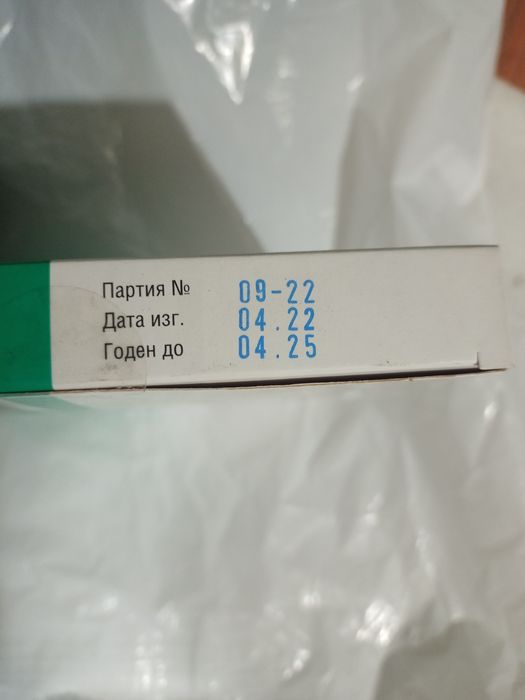 Партия № 09-22
Дата изг. 04.22
Годен до 04.25